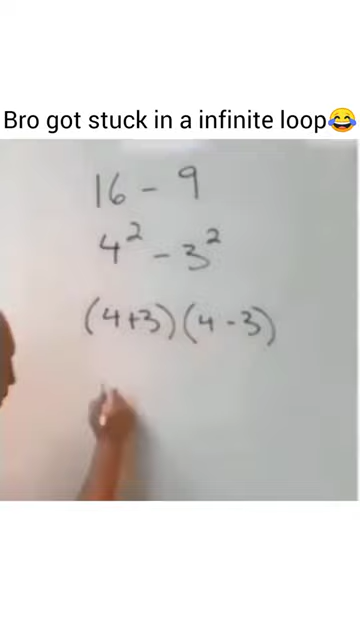 Bro got stuck in a infinite loop😂
16 - 9
4² - 3²
(4+3)(4-3)